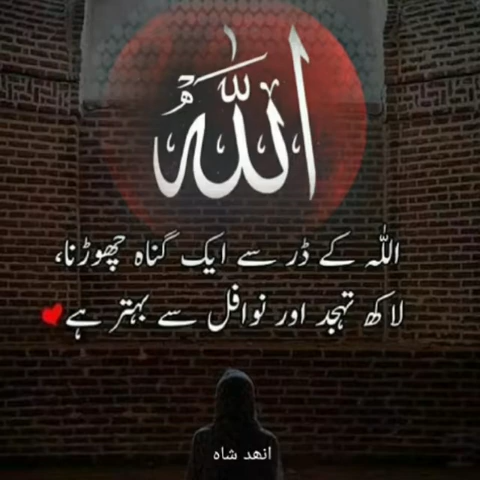 الله
اللہ کے ڈر سے ایک گناہ چھوڑنا،
لاکھ تہجد اور نوافل سے بہتر ہے
انھد شاہ